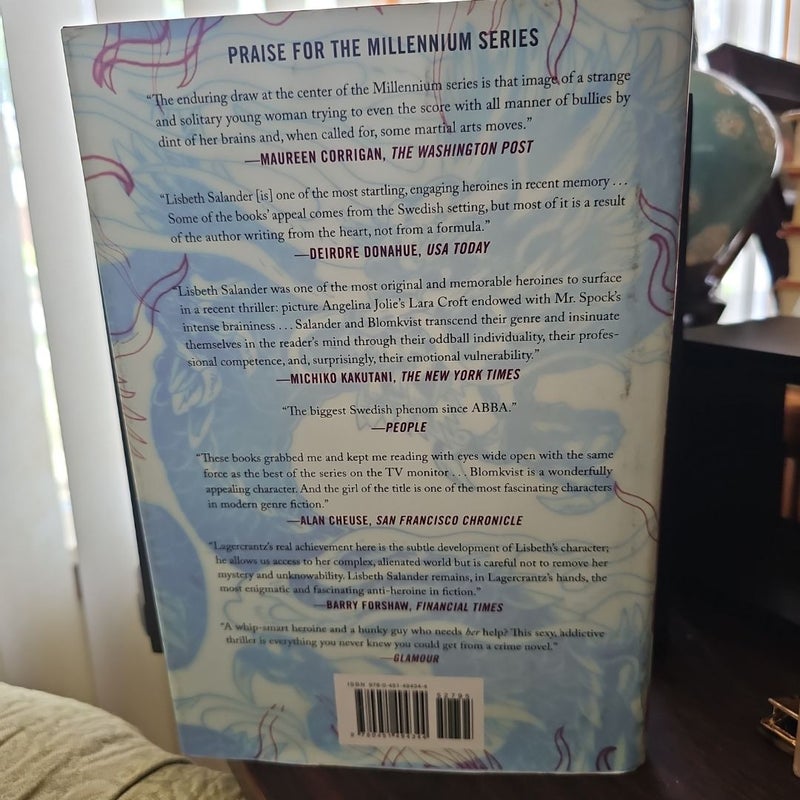 PRAISE FOR THE MILLENNIUM SERIES
“The enduring draw at the center of the Millennium series is that image of a strange
and solitary young woman trying to even the score with all manner of bullies by
dint of her brains and, when called for, some martial arts moves.”
—MAUREEN CORRIGAN, THE WASHINGTON POST
“Lisbeth Salander [is] one of the most startling, engaging heroines in recent memory . . .
Some of the books’ appeal comes from the Swedish setting, but most of it is a result
of the author writing from the heart, not from a formula.”
—DEIRDRE DONAHUE, USA TODAY
“Lisbeth Salander was one of the most original and memorable heroines to surface
in a recent thriller: picture Angelina Jolie’s Lara Croft endowed with Mr. Spock’s
intense braininess . . . Salander and Blomkvist transcend their genre and insinuate
themselves in the reader’s mind through their oddball individuality, their profes-
sional competence, and, surprisingly, their emotional vulnerability.”
—MICHIKO KAKUTANI, THE NEW YORK TIMES
“The biggest Swedish phenom since ABBA.”
—PEOPLE
“These books grabbed me and kept me reading with eyes wide open with the same
force as the best of the series on the TV monitor . . . Blomkvist is a wonderfully
appealing character. And the girl of the title is one of the most fascinating characters
in modern genre fiction.”
—ALAN CHEUSE, SAN FRANCISCO CHRONICLE
“Lagercrantz’s real achievement here is the subtle development of Lisbeth’s character;
he allows us access to her complex, alienated world but is careful not to remove her
mystery and unknowability. Lisbeth Salander remains, in Lagercrantz’s hands, the
most enigmatic and fascinating anti-heroine in fiction.”
—BARRY FORSHAW, FINANCIAL TIMES
“A whip-smart heroine and a hunky guy who needs her help? This sexy, addictive
thriller is everything you never knew you could get from a crime novel.”
—GLAMOUR
ISBN 978-0-451-49434-4
52795